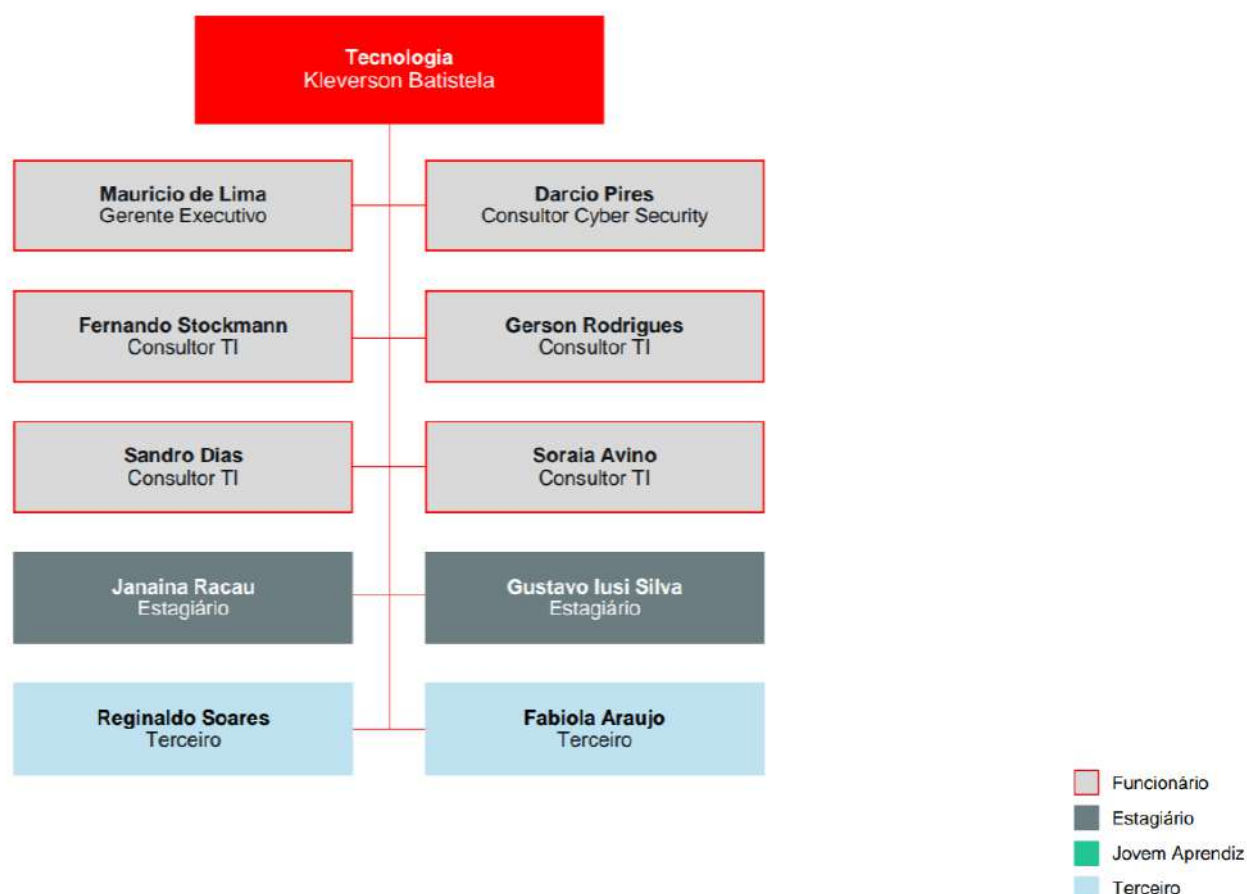 Tecnologia
Kleverson Batistela
Mauricio de Lima
Gerente Executivo
Darcio Pires
Consultor Cyber Security
Fernando Stockmann
Consultor TI
Gerson Rodrigues
Consultor TI
Sandro Dias
Consultor TI
Soraia Avino
Consultor TI
Janaina Racau
Estagiário
Gustavo Iusi Silva
Estagiário
Reginaldo Soares
Terceiro
Fabiola Araujo
Terceiro
Funcionário
Estagiário
Jovem Aprendiz
Terceiro